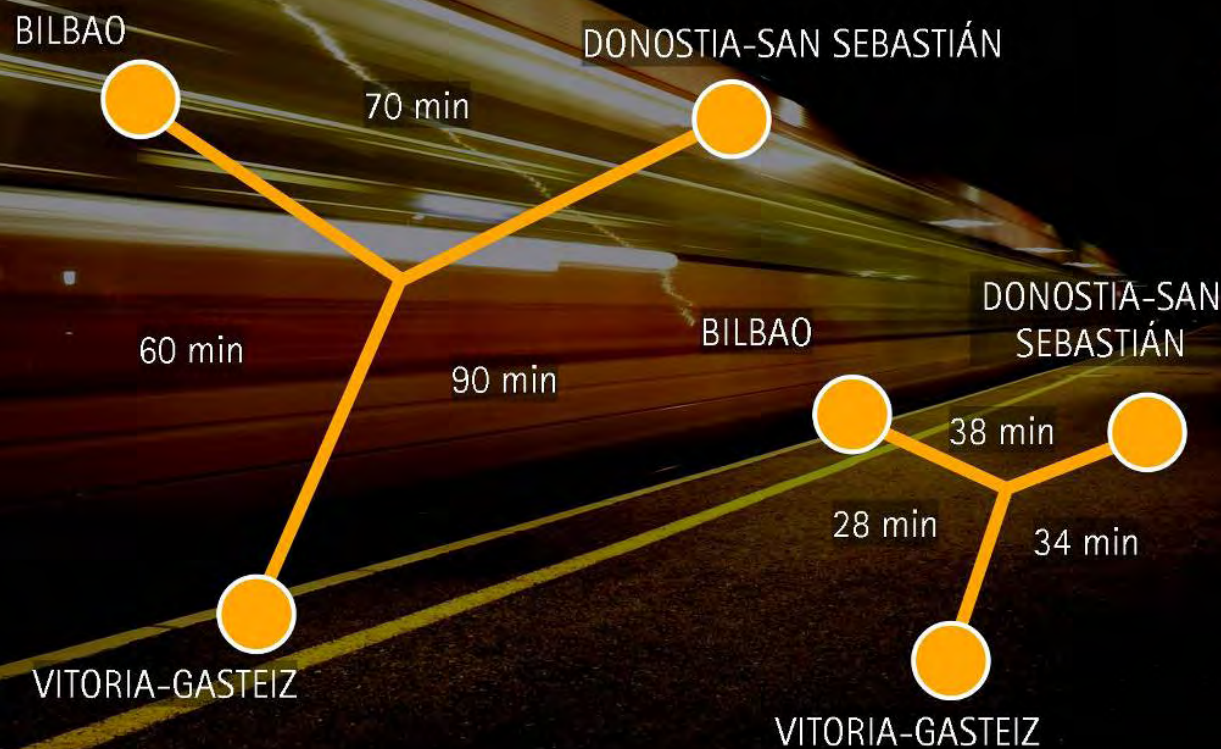 BILBAO
DONOSTIA-SAN SEBASTIÁN
70 min
60 min
90 min
VITORIA-GASTEIZ
BILBAO
DONOSTIA-SAN
SEBASTIÁN
38 min
28 min
34 min
VITORIA-GASTEIZ